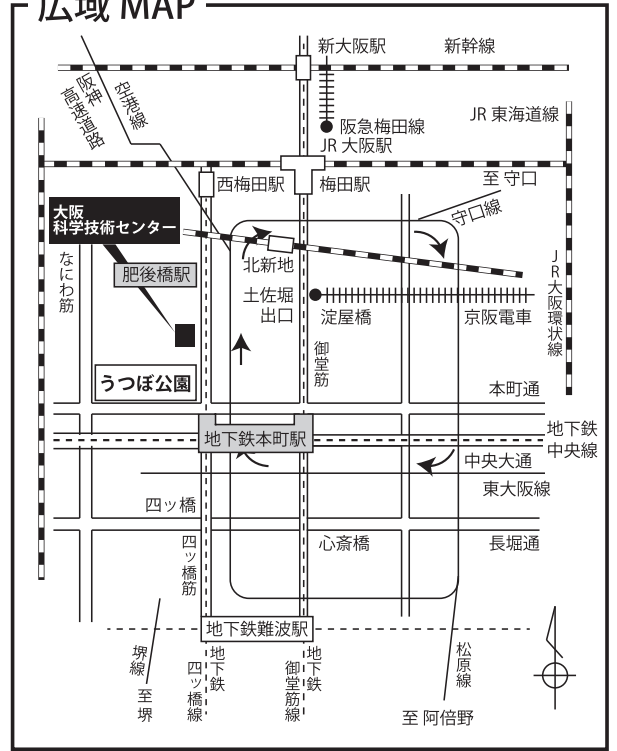 広域 MAP
新大阪駅
新幹線
阪神
高速道路
空港線
阪急梅田線
JR 東海道線
JR 大阪駅
西梅田駅
梅田駅
至 守口
守口線
大阪
科学技術センター
なにわ筋
肥後橋駅
北新地
土佐堀
出口
淀屋橋
京阪電車
JR大阪環状線
御堂筋
うつぼ公園
本町通
地下鉄本町駅
地下鉄
中央線
中央大通
東大阪線
四ッ橋
四ッ橋筋
心斎橋
長堀通
地下鉄難波駅
堺線
至 堺
地下鉄
四ッ橋線
地下鉄
御堂筋線
松原線
至 阿倍野